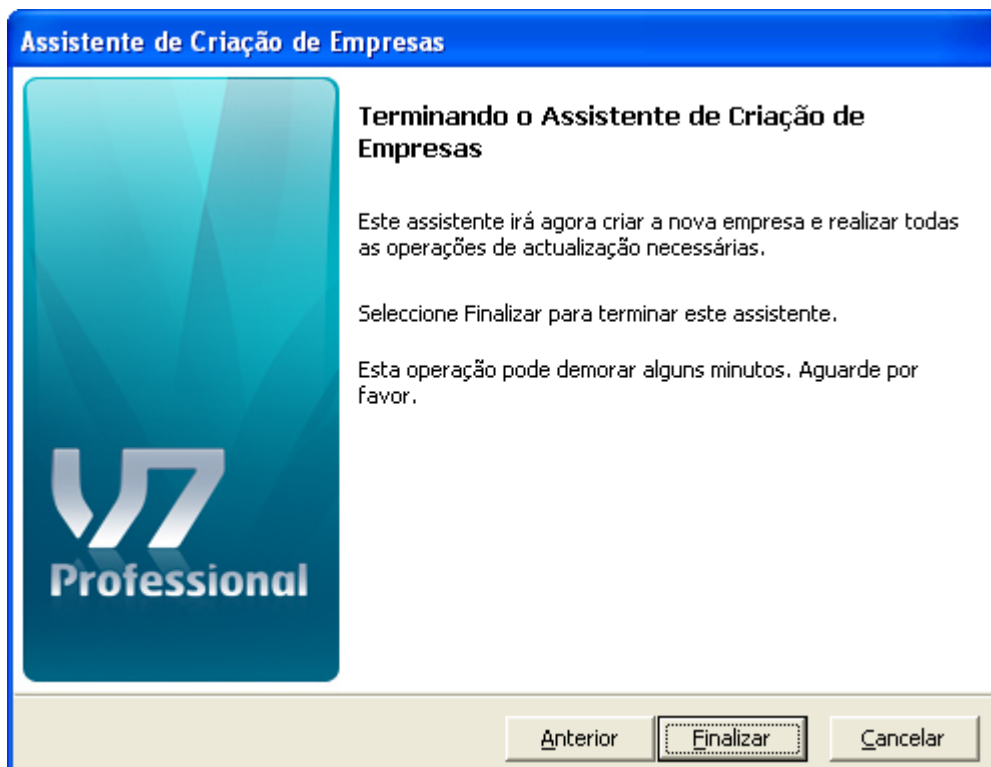 Assistente de Criação de Empresas
Terminando o Assistente de Criação de
Empresas
Este assistente irá agora criar a nova empresa e realizar todas
as operações de actualização necessárias.
Seleccione Finalizar para terminar este assistente.
Esta operação pode demorar alguns minutos. Aguarde por
favor.
V7
Professional
Anterior
Finalizar
Cancelar